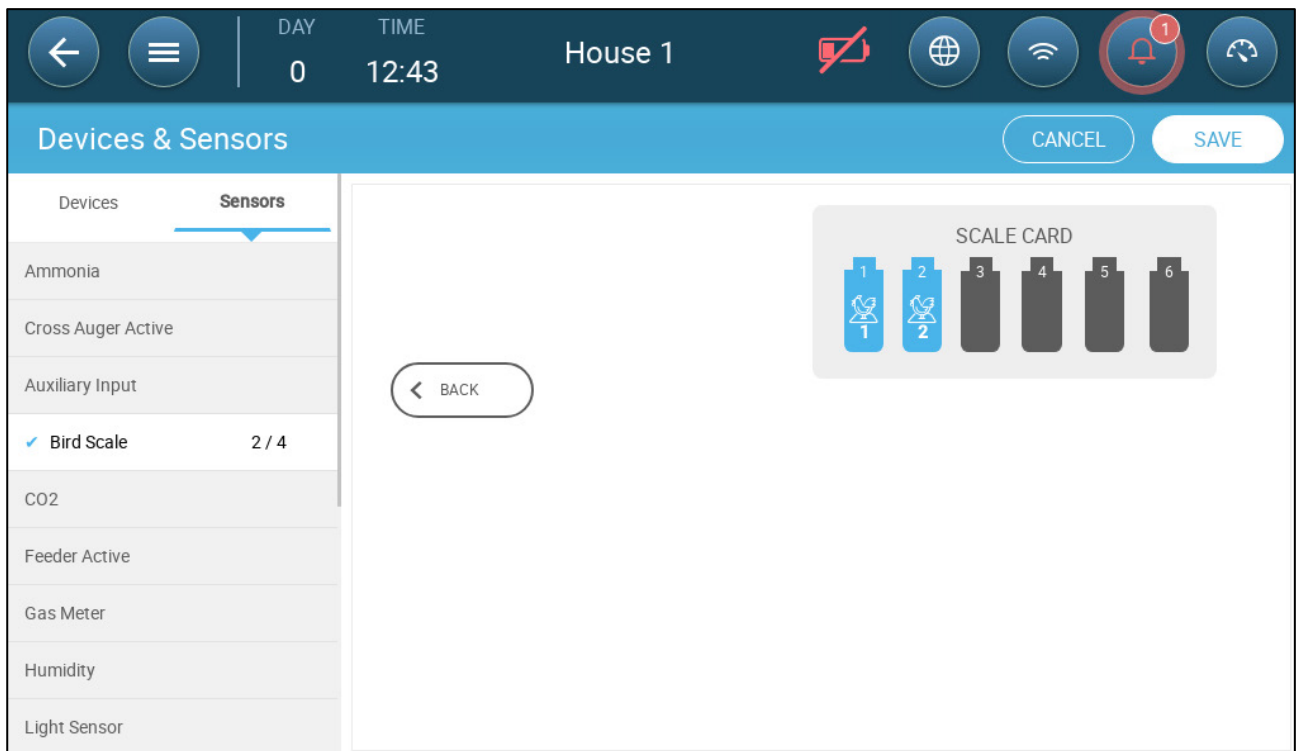 DAY TIME
0 12:43 House 1 1
Devices & Sensors CANCEL SAVE
Devices Sensors
Ammonia
Cross Auger Active
Auxiliary Input
Bird Scale 2 / 4
CO2
Feeder Active
Gas Meter
Humidity
Light Sensor
BACK
SCALE CARD
1 2 3 4 5 6
1 2